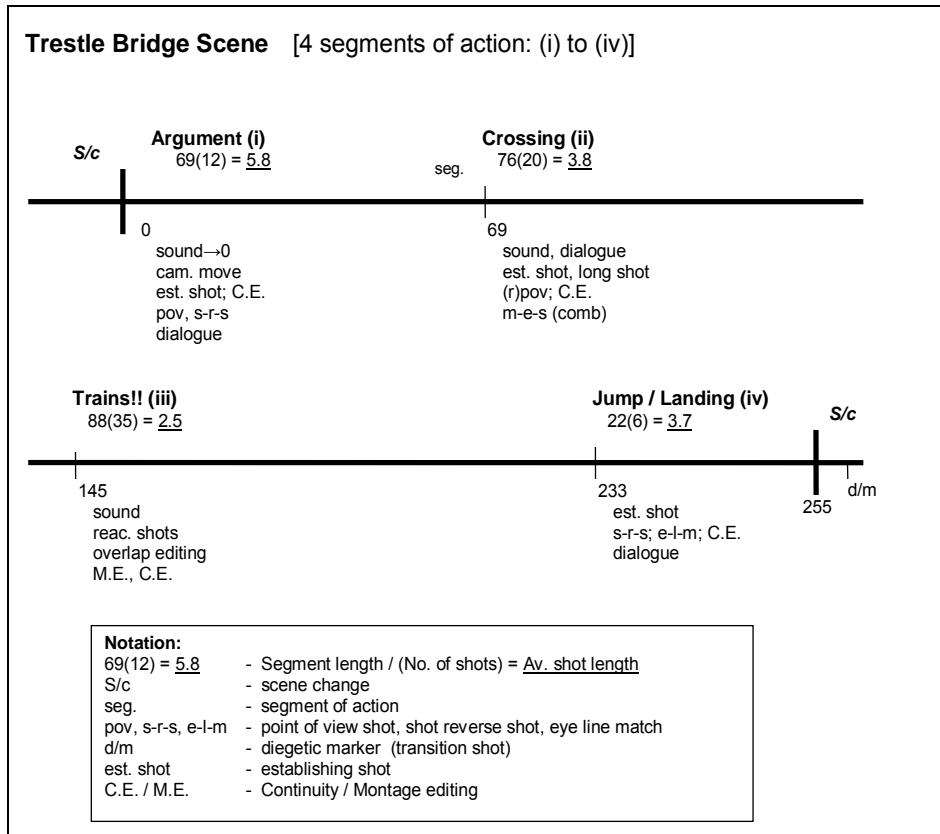 Trestle Bridge Scene [4 segments of action: (i) to (iv)]
S/c
Argument (i)
69(12) = 5.8
seg.
Crossing (ii)
76(20) = 3.8
0
sound→0
cam. move
est. shot; C.E.
pov, s-r-s
dialogue
69
sound, dialogue
est. shot, long shot
(r)pov; C.E.
m-e-s (comb)
Trains!! (iii)
88(35) = 2.5
Jump / Landing (iv)
22(6) = 3.7
S/c
145
sound
reac. shots
overlap editing
M.E., C.E.
233
est. shot
s-r-s; e-l-m; C.E.
dialogue
255
d/m
Notation:
69(12) = 5.8 - Segment length / (No. of shots) = Av. shot length
S/c - scene change
seg. - segment of action
pov, s-r-s, e-l-m - point of view shot, shot reverse shot, eye line match
d/m - diegetic marker (transition shot)
est. shot - establishing shot
C.E. / M.E. - Continuity / Montage editing